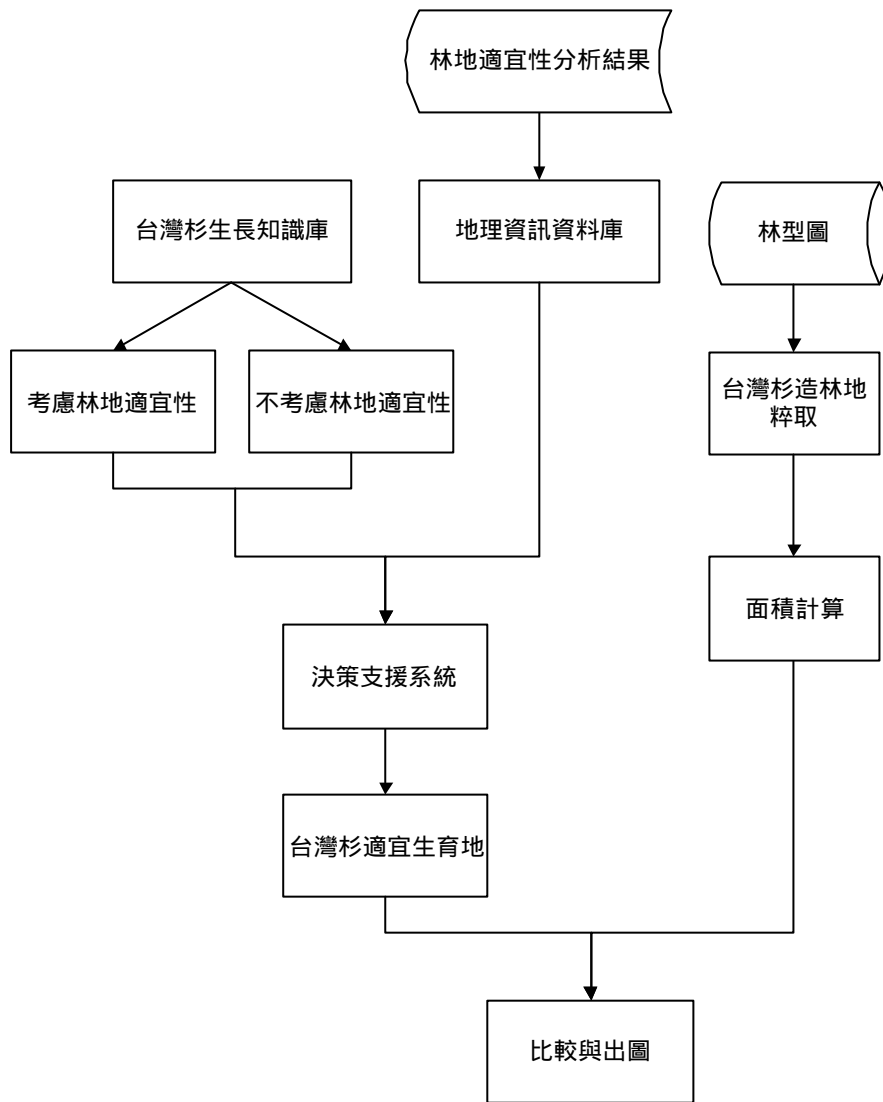 林地適宜性分析結果
台灣杉生長知識庫
地理資訊資料庫
林型圖
考慮林地適宜性
不考慮林地適宜性
台灣杉造林地
粹取
面積計算
決策支援系統
台灣杉適宜生育地
比較與出圖